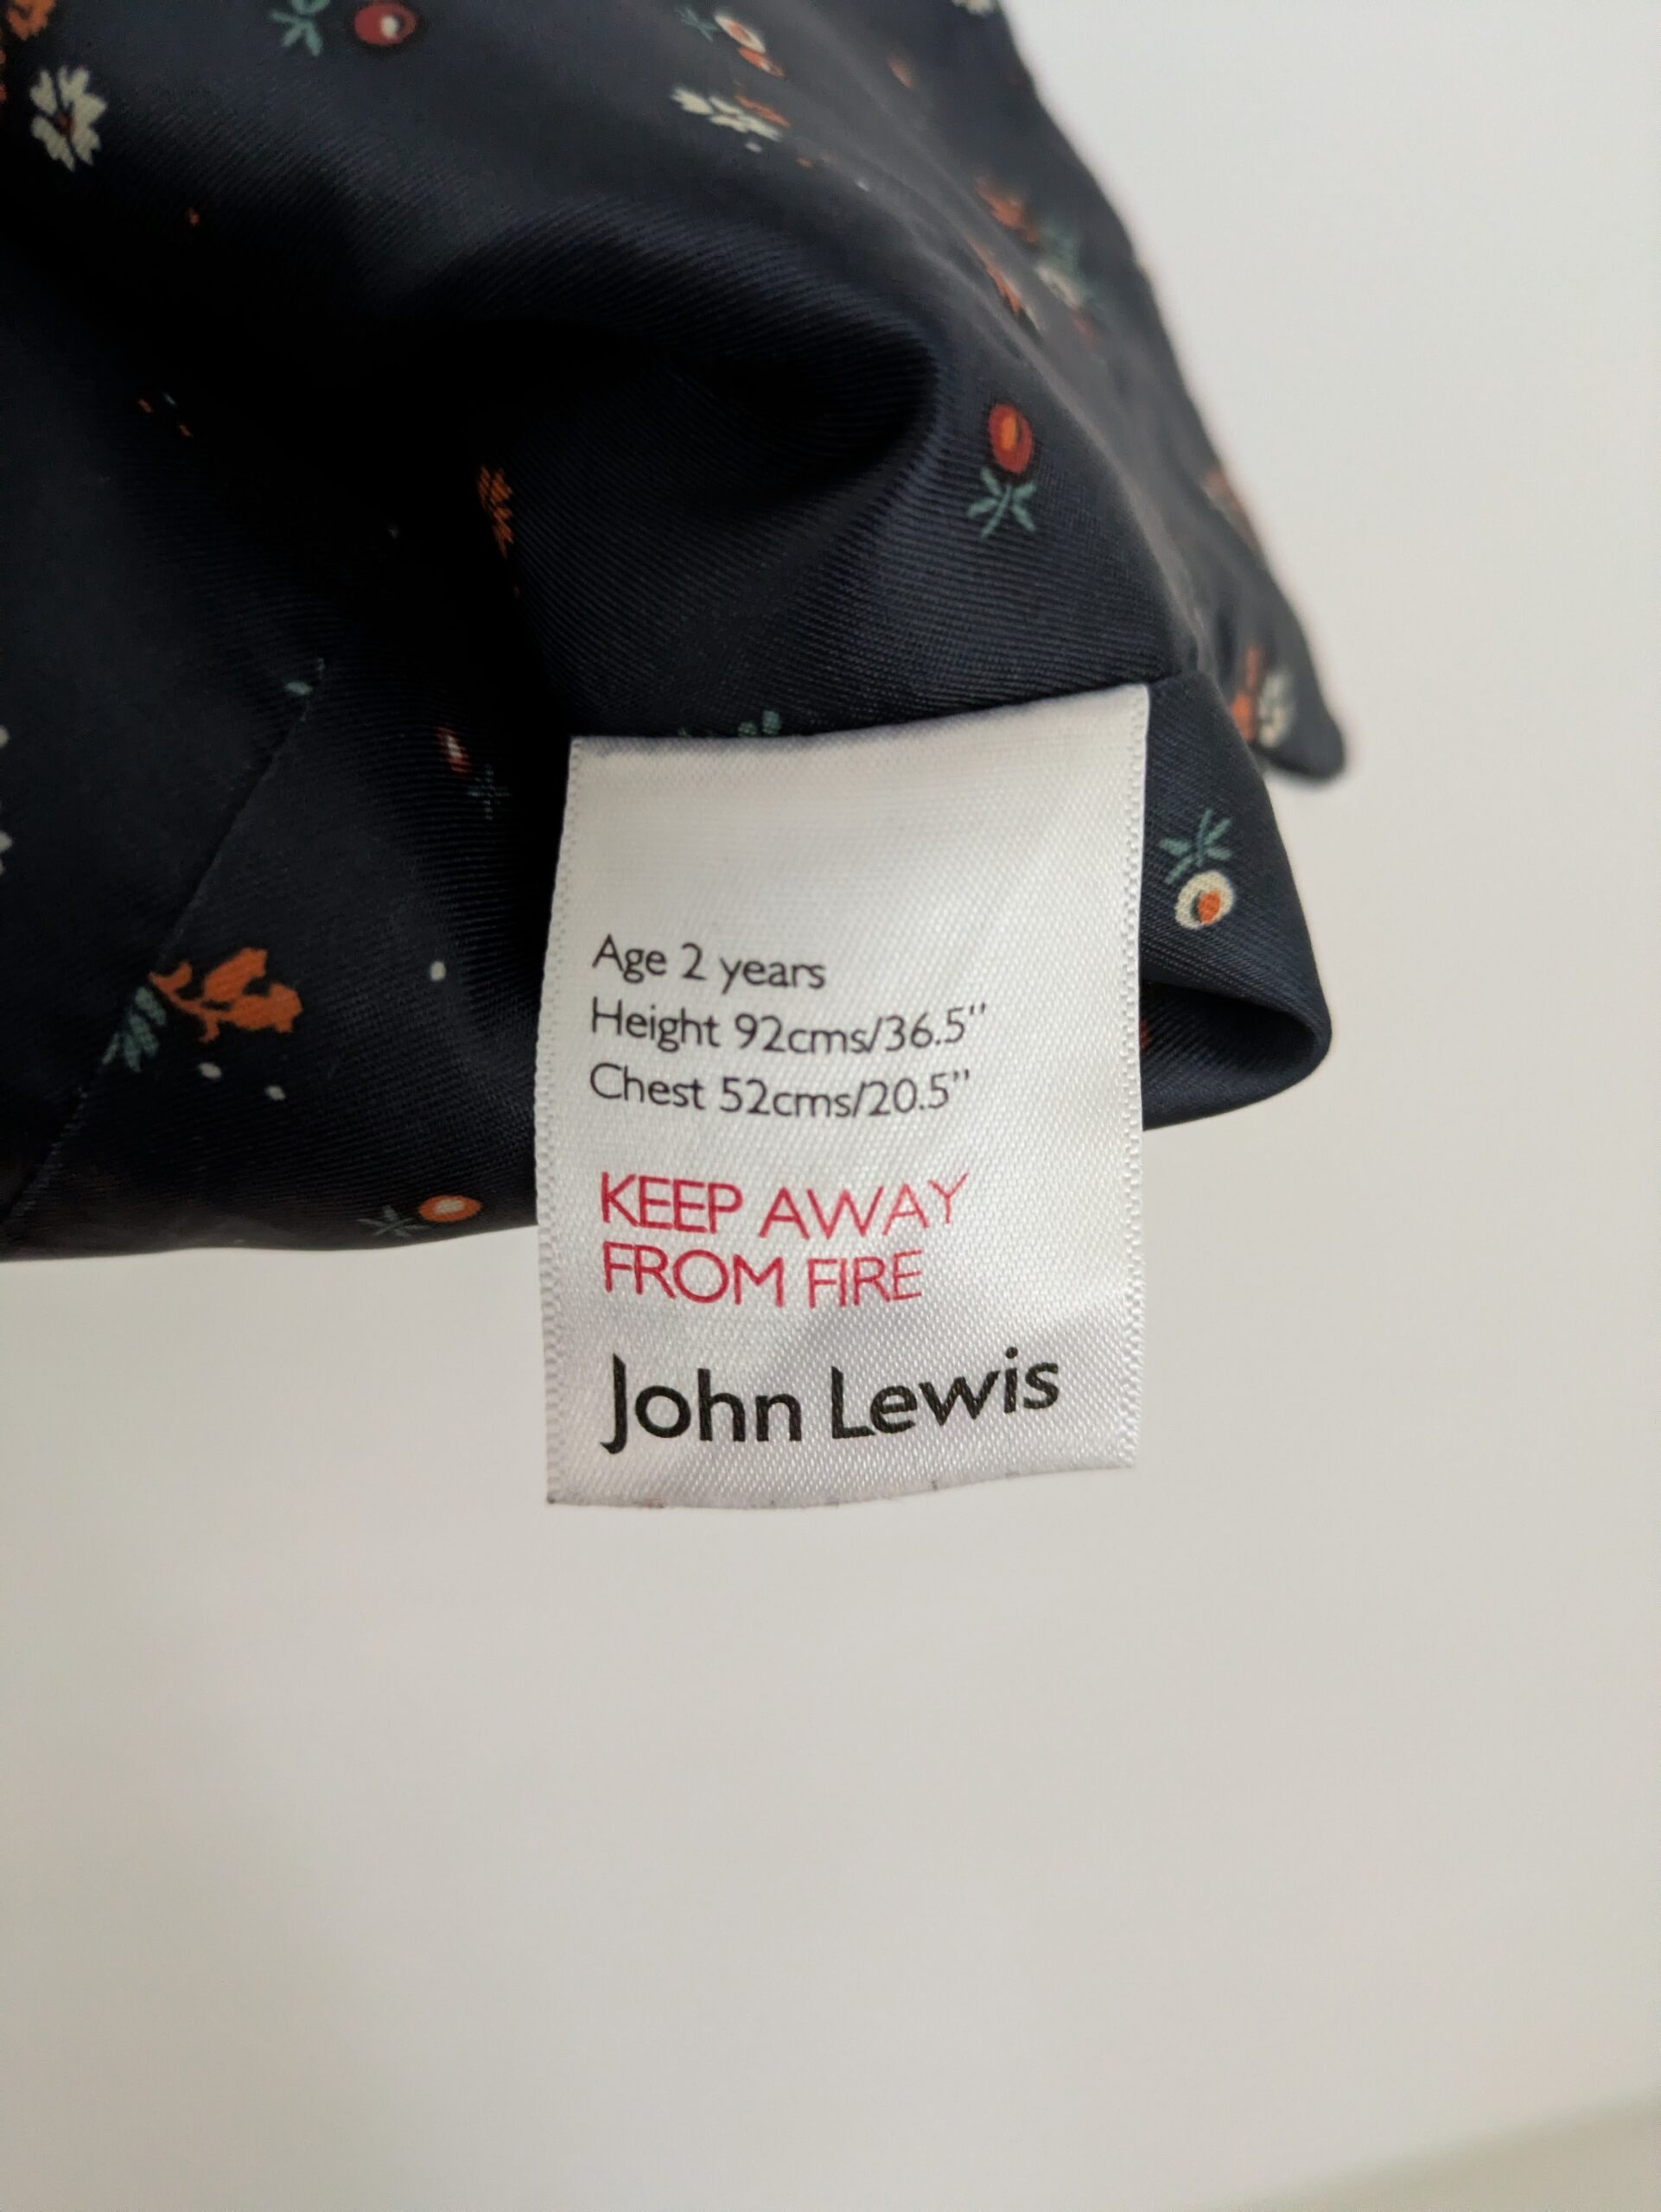 Age 2 years
Height 92cms/36.5"
Chest 52cms/20.5"
KEEP AWAY
FROM FIRE
John Lewis